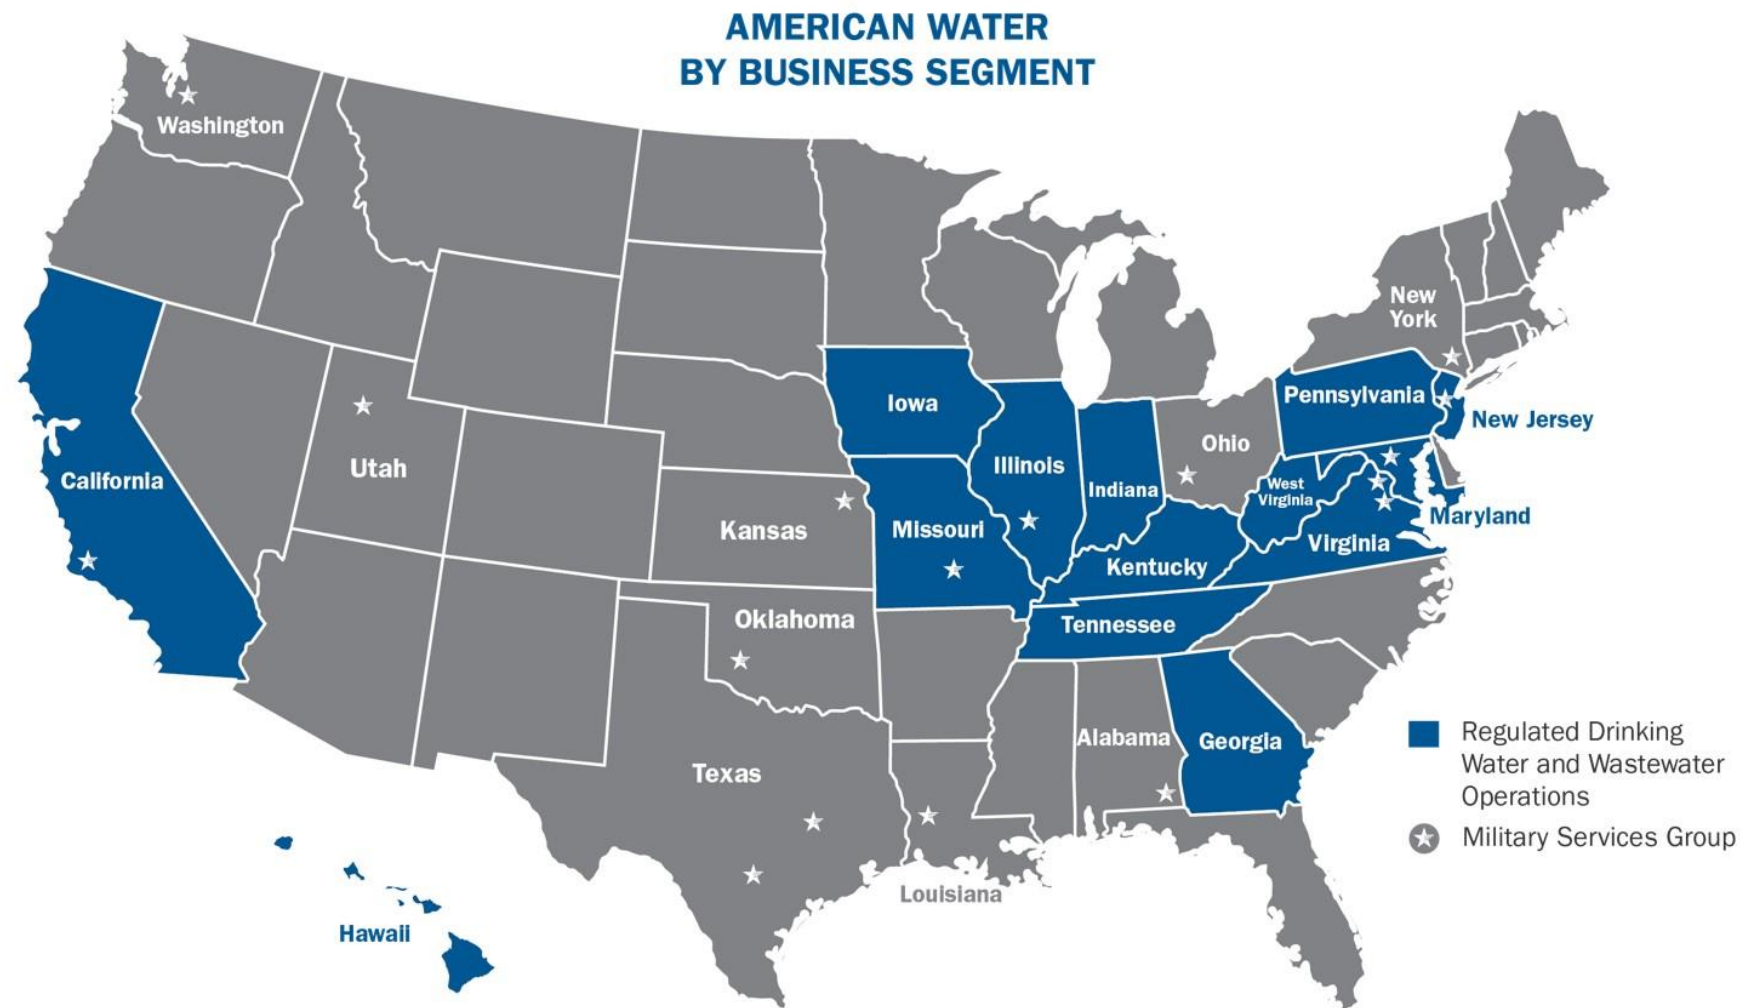 AMERICAN WATER
BY BUSINESS SEGMENT
Washington
New
York
Iowa
Pennsylvania
New Jersey
Ohio
Illinois
Utah
California
Indiana
West
Virginia
Maryland
Kansas
Missouri
Virginia
Kentucky
Oklahoma
Tennessee
Alabama
Georgia
Texas
Louisiana
Hawaii
Regulated Drinking
Water and Wastewater
Operations
Military Services Group